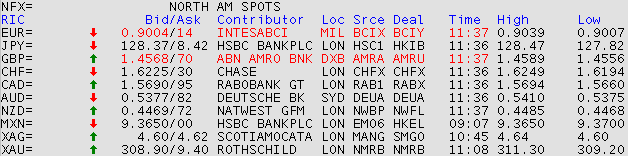 NFX= NORTH AM SPOTS
RIC Bid/Ask Contributor Loc Srce Deal Time High Low
EUR= 0.9004/14 INTESABCI MIL BCIX BCIY 11:37 0.9039 0.9007
JPY= 128.37/8.42 HSBC BANKPLC LON HSC1 HKIB 11:36 128.47 127.82
GBP= 1.4568/70 ABN AMRO BNK DXB AMRA AMRU 11:37 1.4589 1.4556
CHF= 1.6225/30 CHASE LON CHFX CHFX 11:36 1.6249 1.6194
CAD= 1.5690/95 RABOBANK GT LON RAB1 RABX 11:36 1.5694 1.5660
AUD= 0.5377/82 DEUTSCHE BK SYD DEUA DEUA 11:36 0.5410 0.5375
NZD= 0.4469/72 NATWEST GFM LON NWBP NWFL 11:37 0.4485 0.4468
MXN= 9.3650/00 HSBC BANKPLC LON EMO6 HKEL 09:07 9.3650 9.3700
XAG= 4.60/4.62 SCOTIAMOCATA LON MANG SMGO 10:45 4.64 4.60
XAU= 308.90/9.40 ROTHSCHILD LON NMRB NMRB 11:08 311.30 309.20